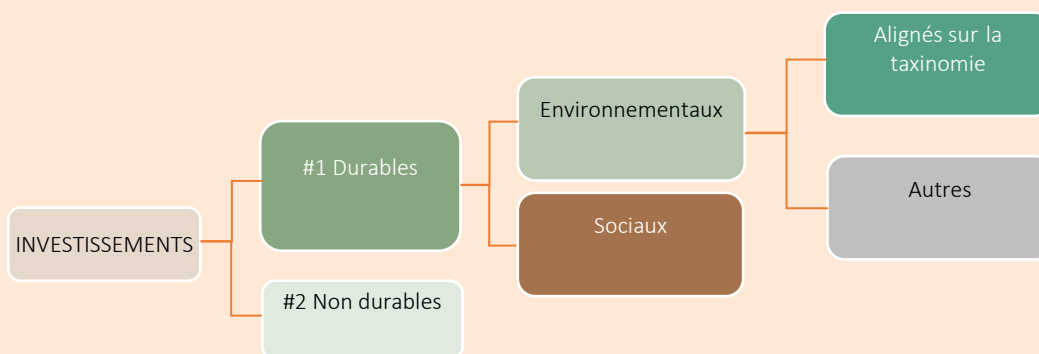 Alignés sur la
taxinomie
Environnementaux
#1 Durables
Autres
Sociaux
INVESTISSEMENTS
#2 Non durables